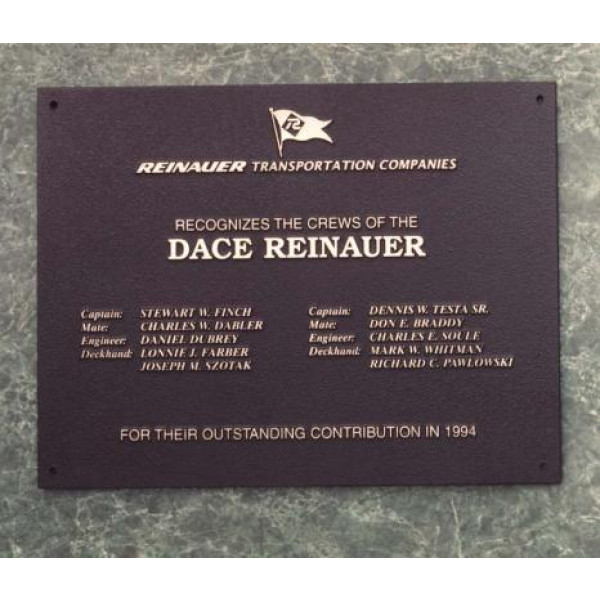 R
REINAUER TRANSPORTATION COMPANIES
RECOGNIZES THE CREWS OF THE
DACE REINAUER
Captain: STEWART W. FINCH
Mate: CHARLES W. DABLER
Engineer: DANIEL DUBREY
Deckhand: LONNIE J. FARBER
JOSEPH M. SZOTAK
Captain: DENNIS W. TESTA SR.
Mate: DON E. BRADDY
Engineer: CHARLES E. SOULE
Deckhand: MARK W. WHITMAN
RICHARD C. PAWLOWSKI
FOR THEIR OUTSTANDING CONTRIBUTION IN 1994